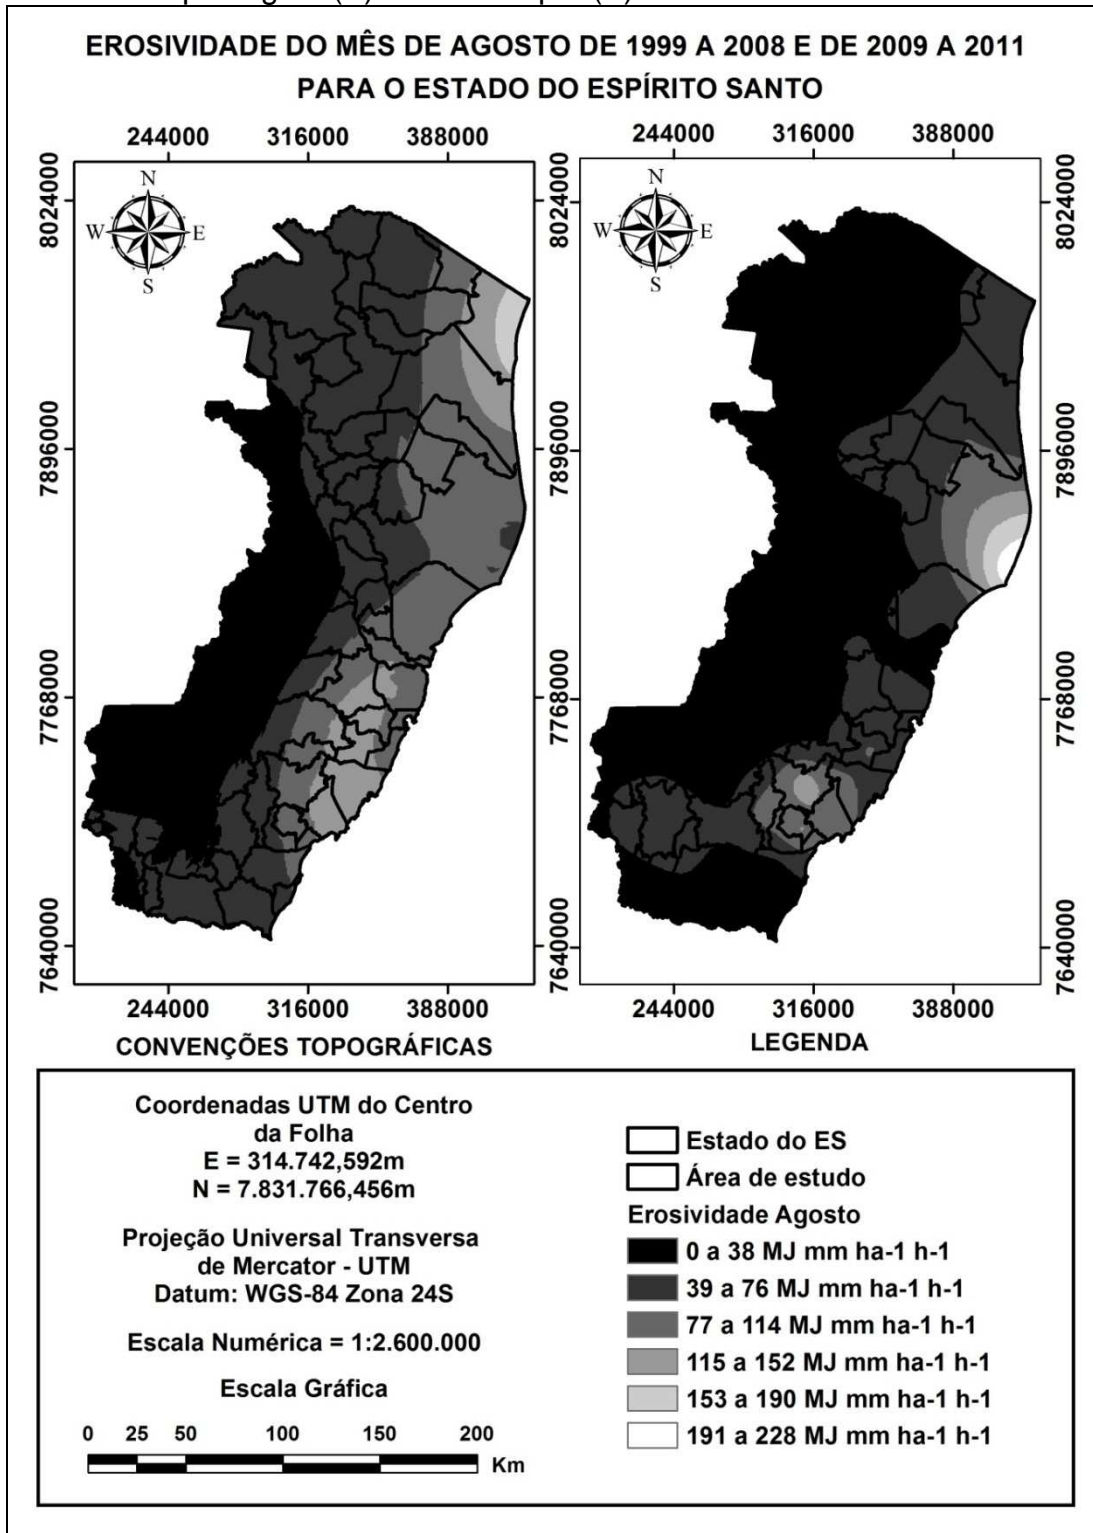 EROSIVIDADE DO MÊS DE AGOSTO DE 1999 A 2008 E DE 2009 A 2011
PARA O ESTADO DO ESPÍRITO SANTO
244000 316000 388000 244000 316000 388000
8024000 8024000 8024000
N N
W E W E
S S
7896000 7896000 7896000
7768000 7768000 7768000
7640000 7640000 7640000
244000 316000 388000 244000 316000 388000
CONVENÇÕES TOPOGRÁFICAS
LEGENDA
Coordenadas UTM do Centro
da Folha
E = 314.742,592m
N = 7.831.766,456m
Projeção Universal Transversa
de Mercator - UTM
Datum: WGS-84 Zona 24S
Escala Numérica = 1:2.600.000
Escala Gráfica
0 25 50 100 150 200
Km
Estado do ES
Área de estudo
Erosividade Agosto
0 a 38 MJ mm ha-1 h-1
39 a 76 MJ mm ha-1 h-1
77 a 114 MJ mm ha-1 h-1
115 a 152 MJ mm ha-1 h-1
153 a 190 MJ mm ha-1 h-1
191 a 228 MJ mm ha-1 h-1